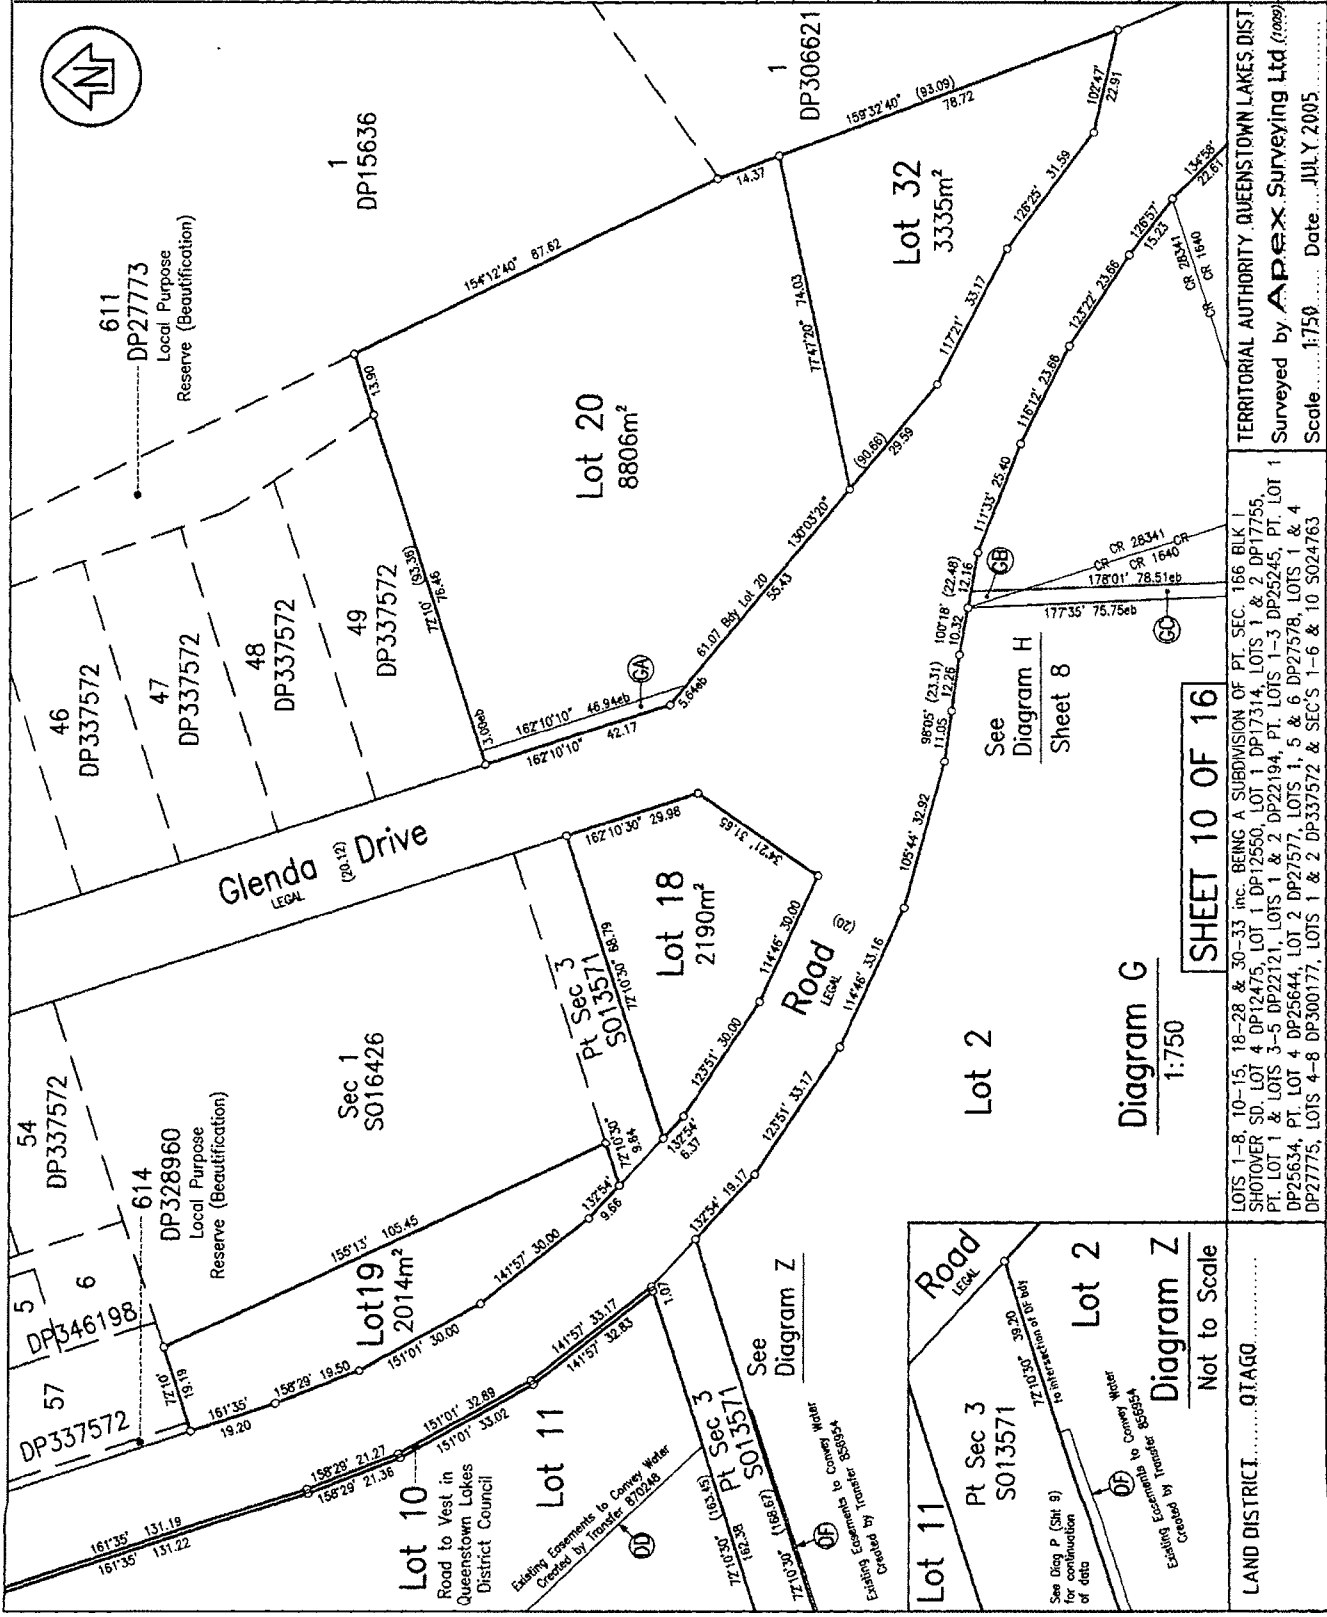 N
611
DP27773
Local Purpose
Reserve (Beautification)
1
DP15636
1
DP306621
46
DP337572
47
DP337572
48
DP337572
49
DP337572
54
DP337572
614
DP328960
Local Purpose
Reserve (Beautification)
5
6
DP346198
57
DP337572
Sec 1
SO16426
Glenda (20.12) Drive
LEGAL
Lot 20
8806m²
Lot 32
3335m²
154°12'40" 87.62
13.90
14.37
159°32'40" (93.09)
78.72
102°47'
22.91
126°25' 31.59
117°21' 33.17
77°47'20" 74.03
(90.66)
29.59
130°03'20"
55.43
61.07 Bdy Lot 20
5.64eb
GA
162°10'10" 46.94eb
162°10'10"
42.17
3.00eb
72°10' (93.36)
76.46
Lot 18
2190m²
162°10'30" 29.98
34°21' 31.65
114°46' 30.00
123°51' 30.00
132°54'
6.37
72°10'30" 68.79
Pt Sec 3
SO13571
72°10'30"
9.84
132°54'
9.66
155°13' 105.45
Lot19
2014m²
141°57' 30.00
151°01' 30.00
158°29' 19.50
161°35'
19.20
72°10'
19.19
Road (20)
LEGAL
134°58'
22.61
126°57'
15.23
123°22' 23.66
116°12' 23.66
111°33' 25.40
100°18' (22.48)
10.32 12.16
98°05' (23.31)
11.05 12.26
105°44' 32.92
114°46' 33.16
123°51' 33.17
132°54' 19.17
1.07
141°57' 33.17
141°57' 32.83
151°01' 32.89
151°01' 33.02
158°29' 21.27
158°29' 21.36
161°35' 131.19
161°35' 131.22
CR 28341
CR CR 1640
GB
CR 28341
CR CR 1640
178°01' 78.51eb
177°35' 75.75eb
GC
See
Diagram H
Sheet 8
Lot 2
Diagram G
1:750
Lot 10
Road to Vest in
Queenstown Lakes
District Council
Lot 11
Existing Easements to Convey Water
Created by Transfer 870248
DD
Pt Sec 3
SO13571
72°10'30" (163.45)
162.38
72°10'30" (168.67)
DF
Existing Easements to Convey Water
Created by Transfer 856954
See
Diagram Z
Lot 11
Pt Sec 3
SO13571
Road
LEGAL
72°10'30" 39.20
to intersection of DF bdy
Lot 2
See Diag P (Sht 9)
for continuation
of data
DF
Existing Easements to Convey Water
Created by Transfer 856954
Diagram Z
Not to Scale
SHEET 10 OF 16
LAND DISTRICT......OTAGO.........
LOTS 1-8, 10-15, 18-28 & 30-33 inc. BEING A SUBDIVISION OF PT. SEC. 166 BLK I
SHOTOVER SD. LOT 4 DP12475, LOT 1 DP12550, LOT 1 DP17314, LOTS 1 & 2 DP17755,
PT. LOT 1 & LOTS 3-5 DP22121, LOTS 1 & 2 DP22194, PT. LOTS 1-3 DP25245, PT. LOT 1
DP25634, PT. LOT 4 DP25644, LOT 2 DP27577, LOTS 1, 5 & 6 DP27578, LOTS 1 & 4
DP27775, LOTS 4-8 DP300177, LOTS 1 & 2 DP337572 & SEC'S 1-6 & 10 SO24763
TERRITORIAL AUTHORITY QUEENSTOWN LAKES DIST.
Surveyed by Apex Surveying Ltd (1009)
Scale.....1:750..... Date....JULY 2005.......